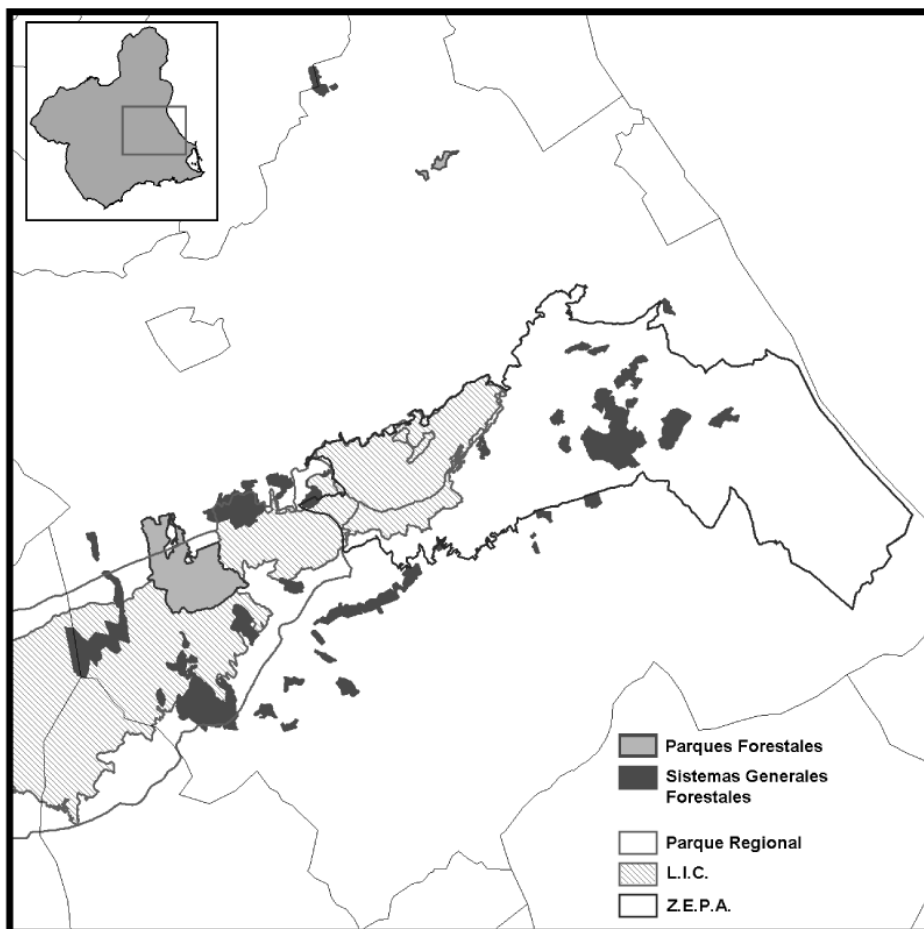 Parques Forestales
Sistemas Generales
Forestales
Parque Regional
L.I.C.
Z.E.P.A.